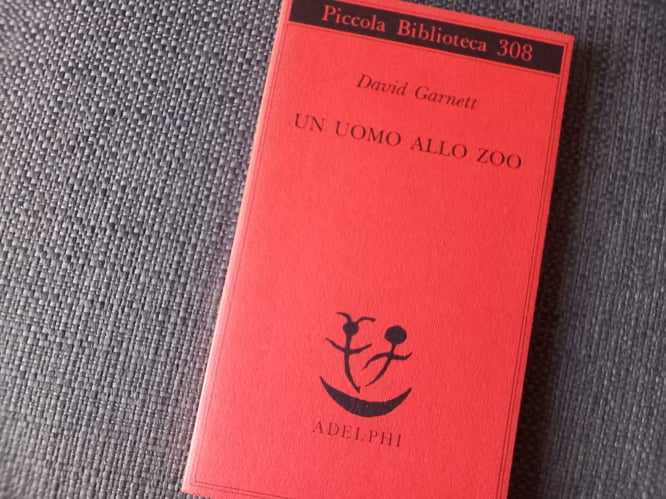 Piccola Biblioteca 308
David Garnett
UN UOMO ALLO ZOO
ADELPHI